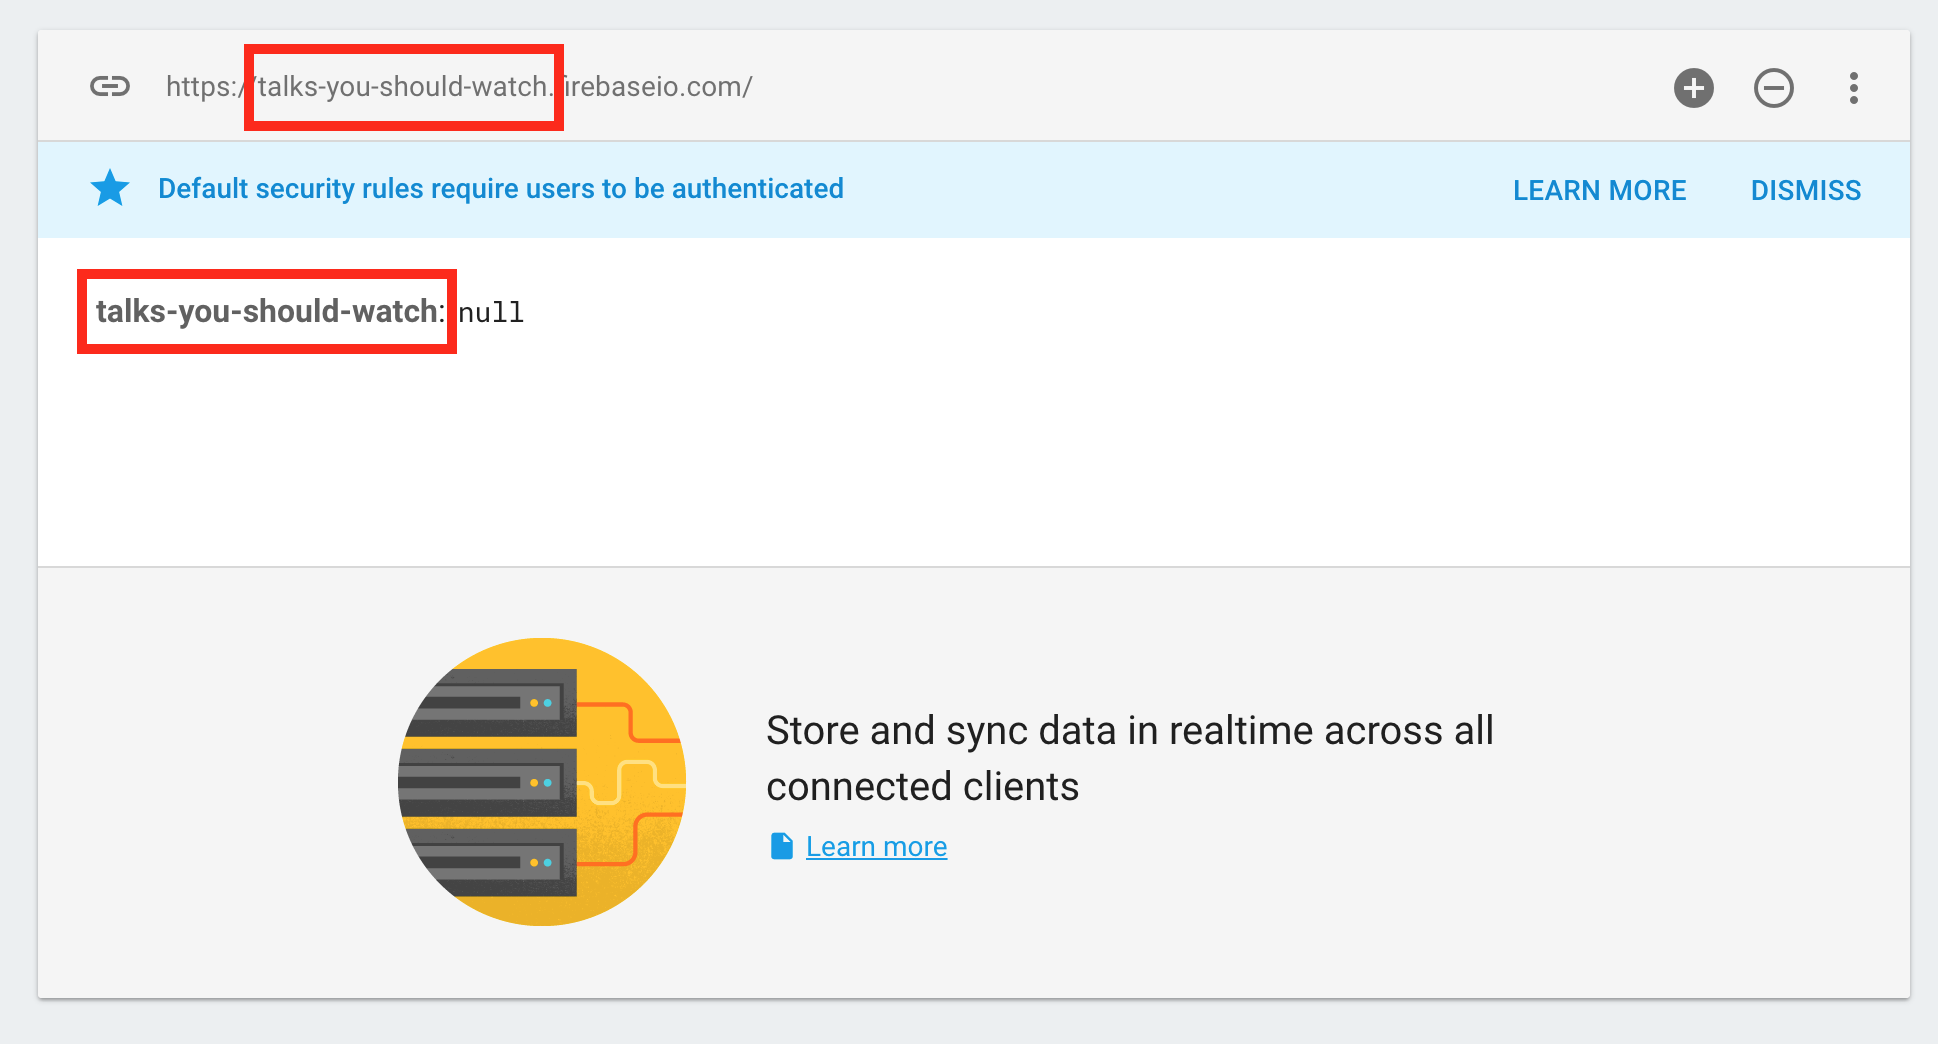 https://talks-you-should-watch.firebaseio.com/
Default security rules require users to be authenticated
LEARN MORE
DISMISS
talks-you-should-watch: null
Store and sync data in realtime across all
connected clients
Learn more